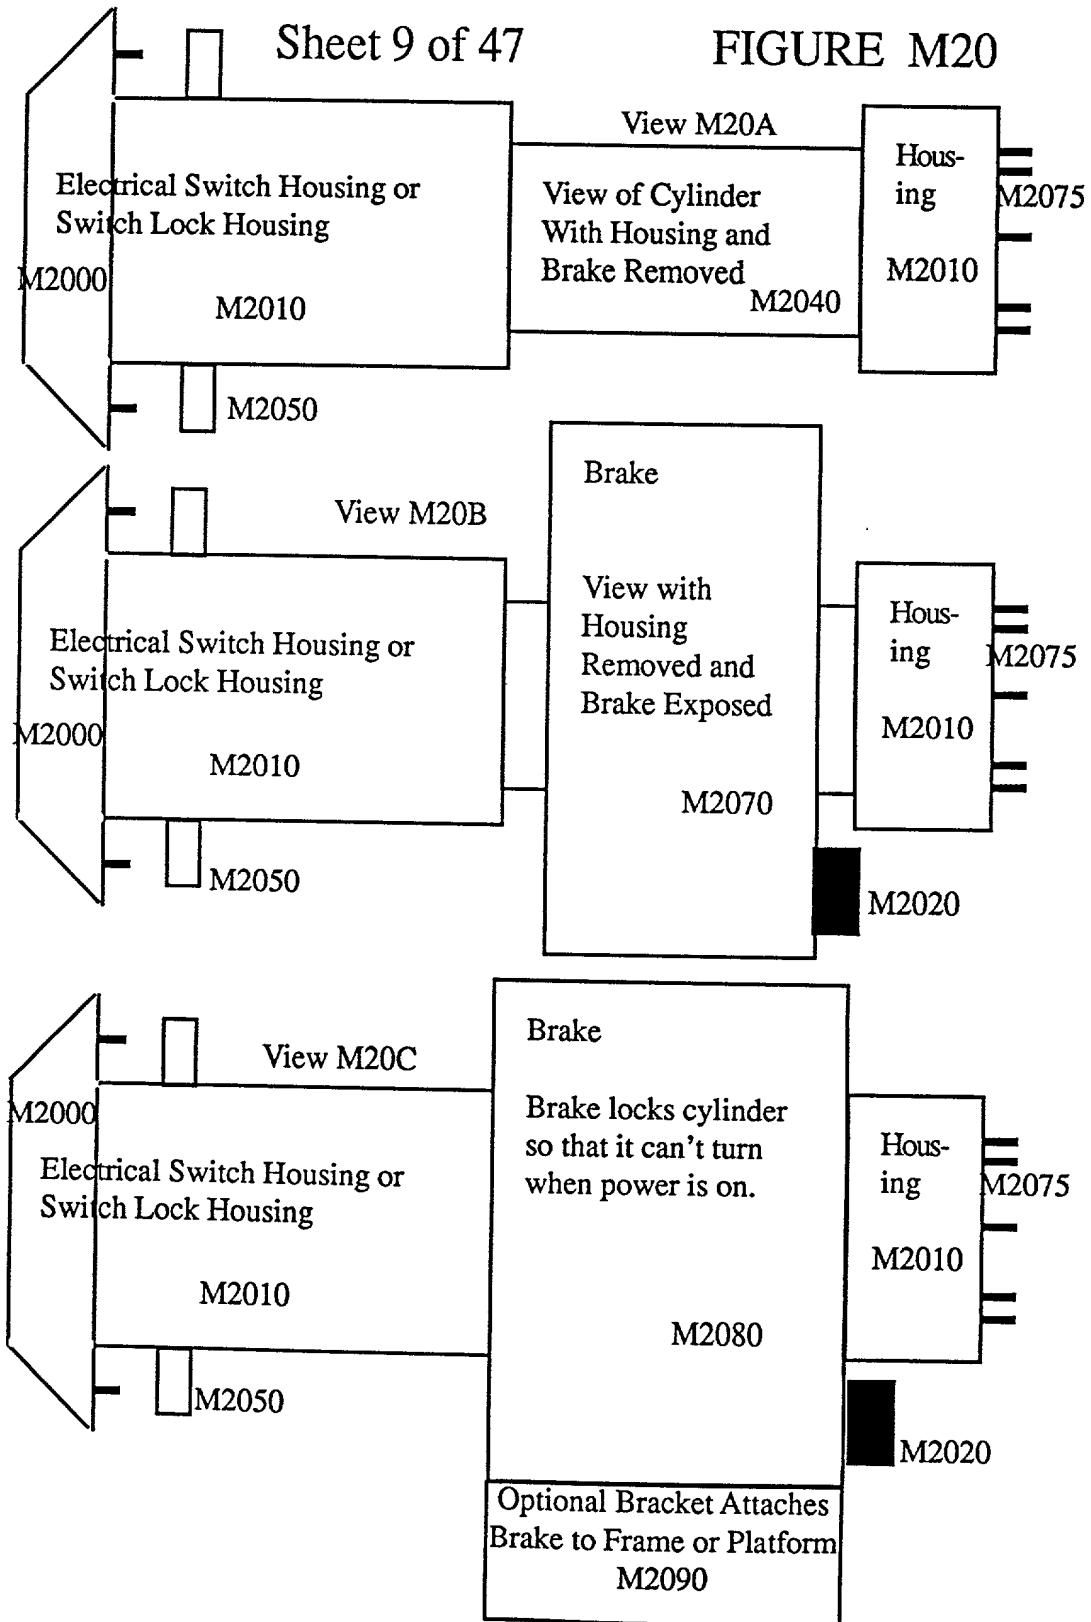 Sheet 9 of 47
FIGURE M20
View M20A
Electrical Switch Housing or
Switch Lock Housing
M2000
M2010
M2050
View of Cylinder
With Housing and
Brake Removed
M2040
Hous-
ing
M2010
M2075
View M20B
Electrical Switch Housing or
Switch Lock Housing
M2000
M2010
M2050
Brake
View with
Housing
Removed and
Brake Exposed
M2070
Hous-
ing
M2010
M2075
M2020
View M20C
M2000
Electrical Switch Housing or
Switch Lock Housing
M2010
M2050
Brake
Brake locks cylinder
so that it can't turn
when power is on.
M2080
Hous-
ing
M2010
M2075
M2020
Optional Bracket Attaches
Brake to Frame or Platform
M2090